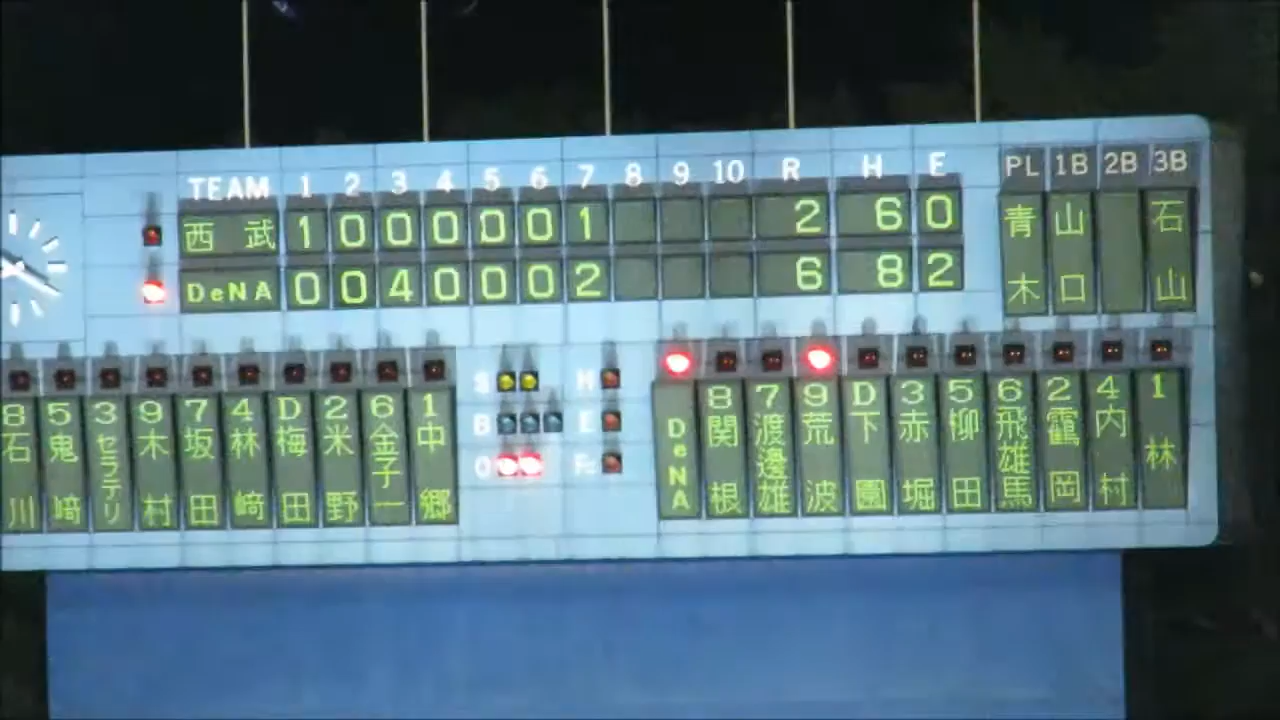 TEAM 1 2 3 4 5 6 7 8 9 10 R H E
西武 1 0 0 0 0 0 1 2 6 0
DeNA 0 0 4 0 0 0 2 6 8 2
PL 1B 2B 3B
青木 山口 石山
8 石川
5 鬼﨑
3 セラテリ
9 木村
7 坂田
4 林﨑
D 梅田
2 米野
6 金子一
1 中郷
S
B
O
H
E
Fc
DeNA
8 関根
7 渡邊雄
9 荒波
D 下園
3 赤堀
5 柳田
6 飛雄馬
2 靏岡
4 内村
1 林